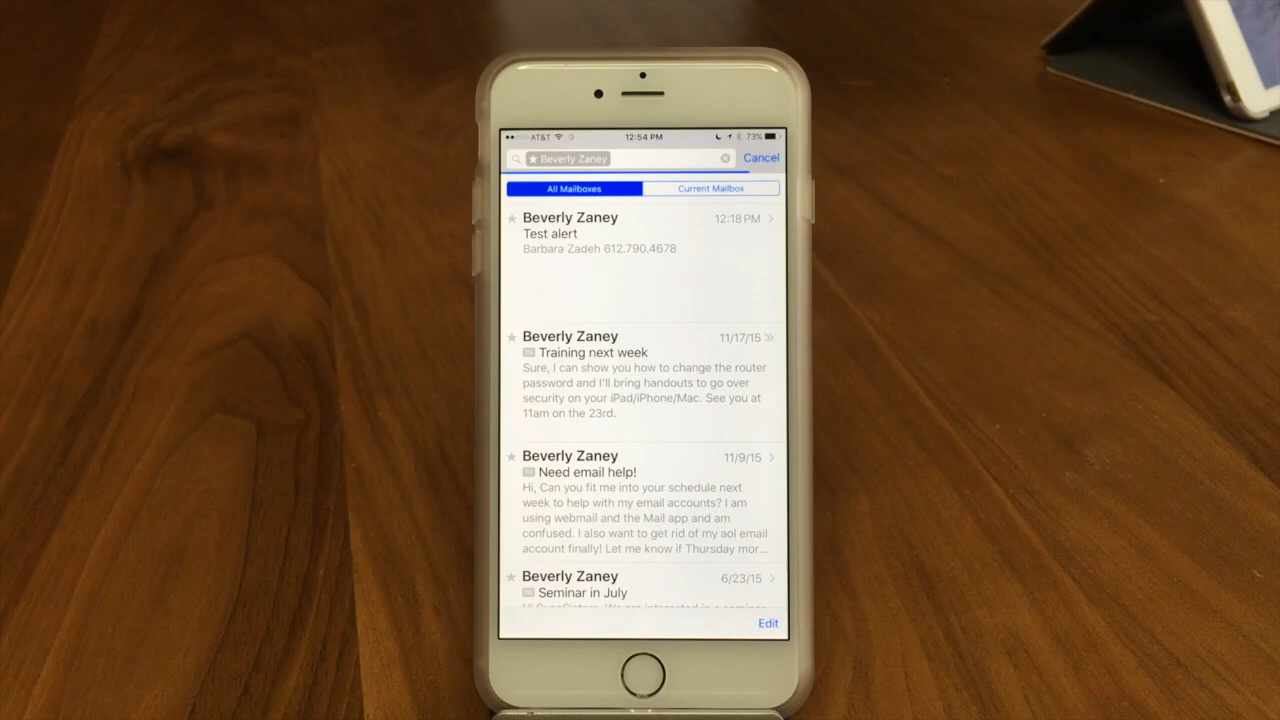 AT&T 12:54 PM 73%
★ Beverly Zaney Cancel
All Mailboxes Current Mailbox
Beverly Zaney 12:18 PM
Test alert
Barbara Zadeh 612.790.4678
Beverly Zaney 11/17/15
TO Training next week
Sure, I can show you how to change the router
password and I'll bring handouts to go over
security on your iPad/iPhone/Mac. See you at
11am on the 23rd.
Beverly Zaney 11/9/15
TO Need email help!
Hi, Can you fit me into your schedule next
week to help with my email accounts? I am
using webmail and the Mail app and am
confused. I also want to get rid of my aol email
account finally! Let me know if Thursday mor...
Beverly Zaney 6/23/15
TO Seminar in July
Edit